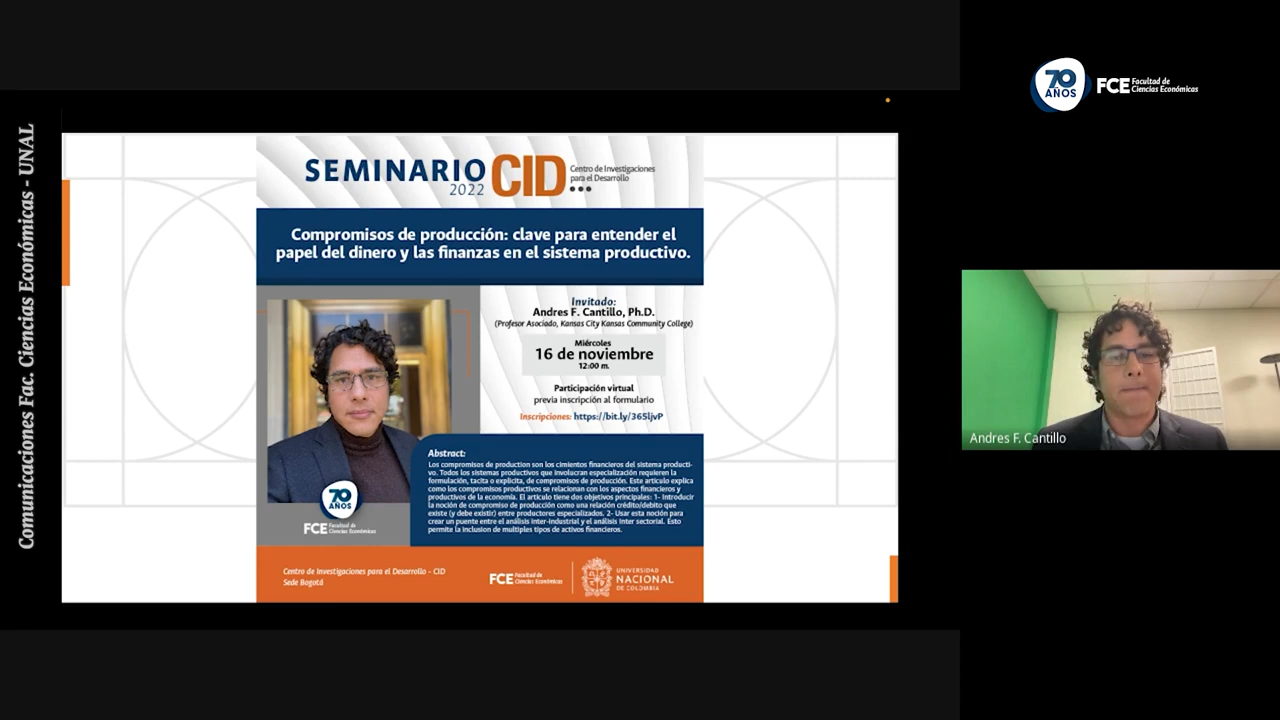 Comunicaciones Fac. Ciencias Económicas - UNAL
SEMINARIO
2022
CID
Centro de Investigaciones
para el Desarrollo
Compromisos de producción: clave para entender el
papel del dinero y las finanzas en el sistema productivo.
Invitado:
Andres F. Cantillo, Ph.D.
(Profesor Asociado, Kansas City Kansas Community College)
Miércoles
16 de noviembre
12:00 m.
Participación virtual
previa inscripción al formulario
Inscripciones: https://bit.ly/365ljvP
Abstract:
Los compromisos de production son los cimientos financieros del sistema producti-
vo. Todos los sistemas productivos que involucran especialización requieren la
formulación, tacita o explicita, de compromisos de producción. Este articulo explica
como los compromisos productivos se relacionan con los aspectos financieros y
productivos de la economía. El articulo tiene dos objetivos principales: 1- Introducir
la noción de compromiso de producción como una relación crédito/debito que
existe (y debe existir) entre productores especializados. 2- Usar esta noción para
crear un puente entre el análisis inter-industrial y el análisis inter sectorial. Esto
permite la inclusion de multiples tipos de activos financieros.
70
AÑOS
FCE Facultad de
Ciencias Económicas
Centro de Investigaciones para el Desarrollo - CID
Sede Bogotá
FCE Facultad de
Ciencias Económicas
UNIVERSIDAD
NACIONAL
DE COLOMBIA
70
AÑOS
FCE Facultad de
Ciencias Económicas
Andres F. Cantillo